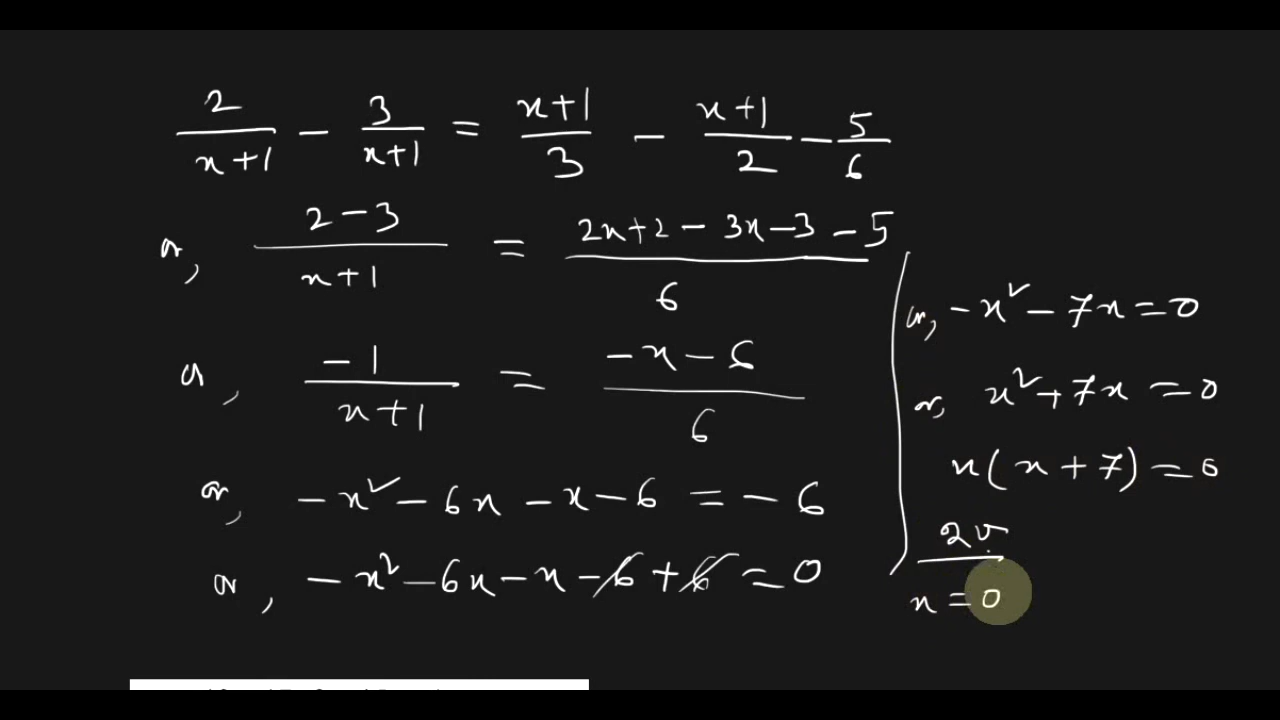 2/(x+1) − 3/(x+1) = (x+1)/3 − (x+1)/2 − 5/6
or, (2−3)/(x+1) = (2x+2 − 3x−3 −5)/6
or, −1/(x+1) = (−x−6)/6
or, −x² − 6x − x − 6 = −6
or, −x² − 6x − x − 6 + 6 = 0
or, −x² − 7x = 0
or, x² + 7x = 0
x(x + 7) = 0
x = 0